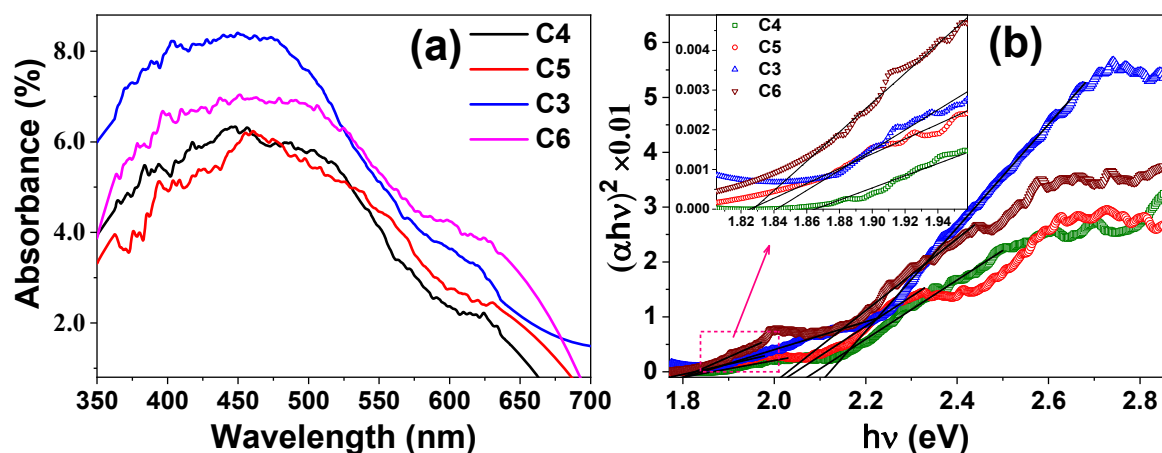 (a)
C4
C5
C3
C6
8.0
6.0
4.0
2.0
350 400 450 500 550 600 650 700
Absorbance (%)
Wavelength (nm)
(b)
C4
C5
C3
C6
6
5
4
3
2
1
0
1.8 2.0 2.2 2.4 2.6 2.8
(αhν)² ×0.01
hν (eV)
0.004
0.003
0.002
0.001
0.000
1.82 1.84 1.86 1.88 1.90 1.92 1.94